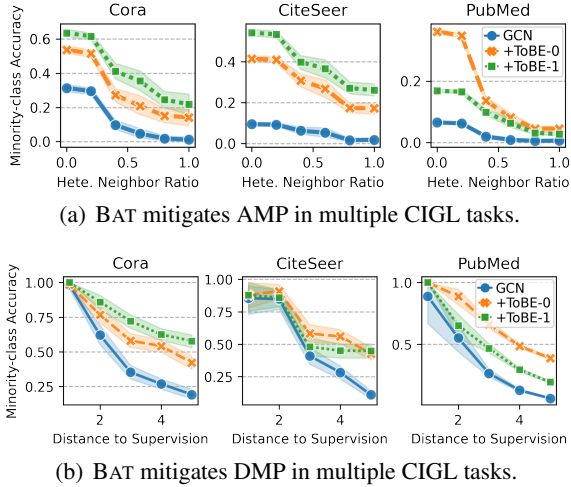 Cora CiteSeer PubMed
Minority-class Accuracy
0.6
0.4
0.2
0.0
0.4
0.2
0.0
0.2
0.0
GCN
+ToBE-0
+ToBE-1
0.0 0.5 1.0 0.0 0.5 1.0 0.0 0.5 1.0
Hete. Neighbor Ratio Hete. Neighbor Ratio Hete. Neighbor Ratio
(a) BAT mitigates AMP in multiple CIGL tasks.
Cora CiteSeer PubMed
Minority-class Accuracy
1.00
0.75
0.50
0.25
1.00
0.75
0.50
0.25
1.00
0.5
GCN
+ToBE-0
+ToBE-1
2 4 2 4 2 4
Distance to Supervision Distance to Supervision Distance to Supervision
(b) BAT mitigates DMP in multiple CIGL tasks.